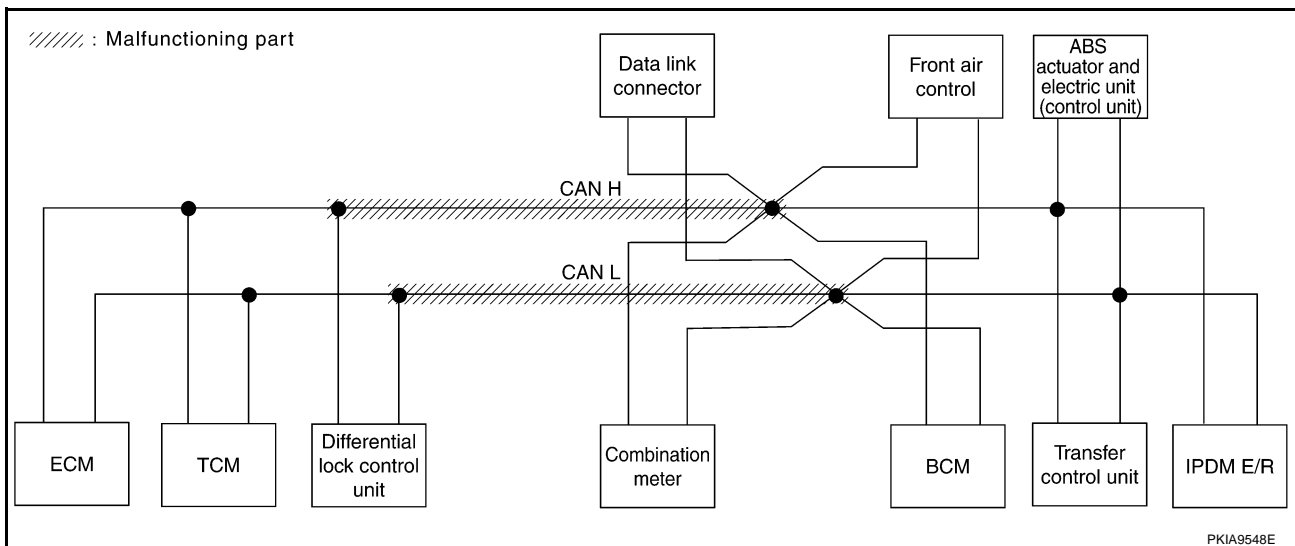 : Malfunctioning part
Data link
connector
Front air
control
ABS
actuator and
electric unit
(control unit)
CAN H
CAN L
ECM
TCM
Differential
lock control
unit
Combination
meter
BCM
Transfer
control unit
IPDM E/R
PKIA9548E